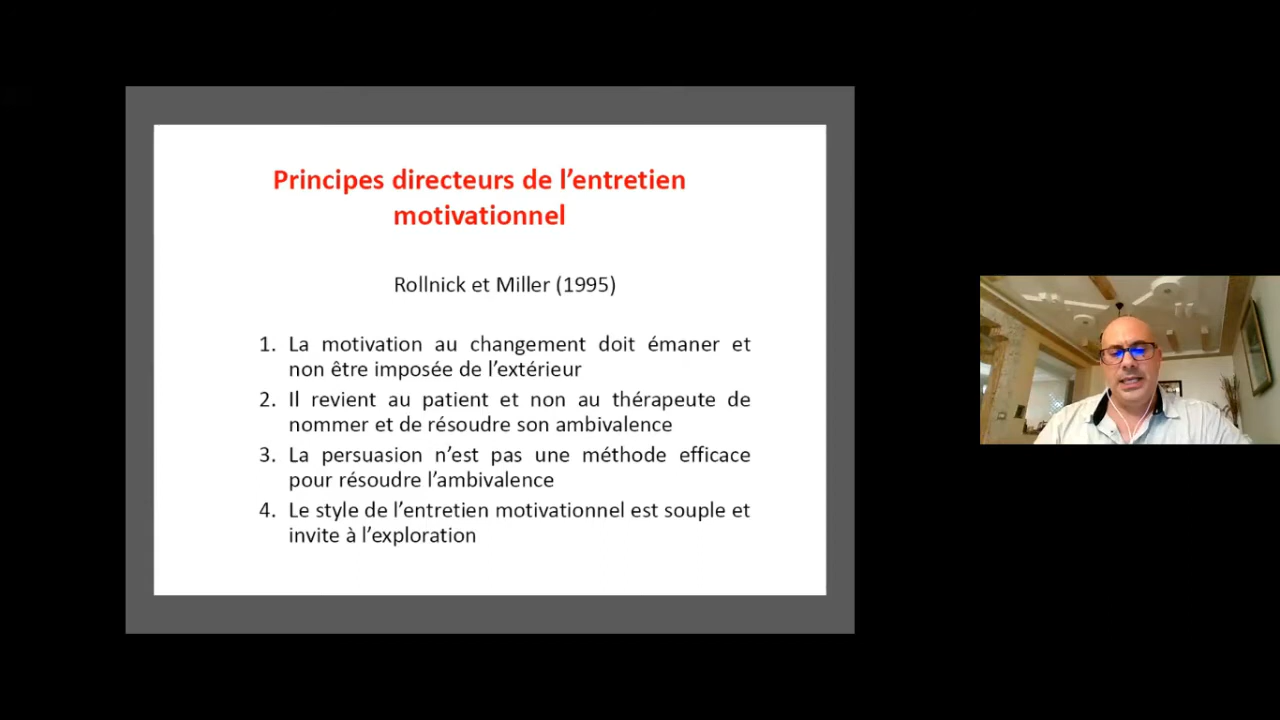 Principes directeurs de l’entretien
motivationnel
Rollnick et Miller (1995)
1. La motivation au changement doit émaner et
non être imposée de l’extérieur
2. Il revient au patient et non au thérapeute de
nommer et de résoudre son ambivalence
3. La persuasion n’est pas une méthode efficace
pour résoudre l’ambivalence
4. Le style de l’entretien motivationnel est souple et
invite à l’exploration